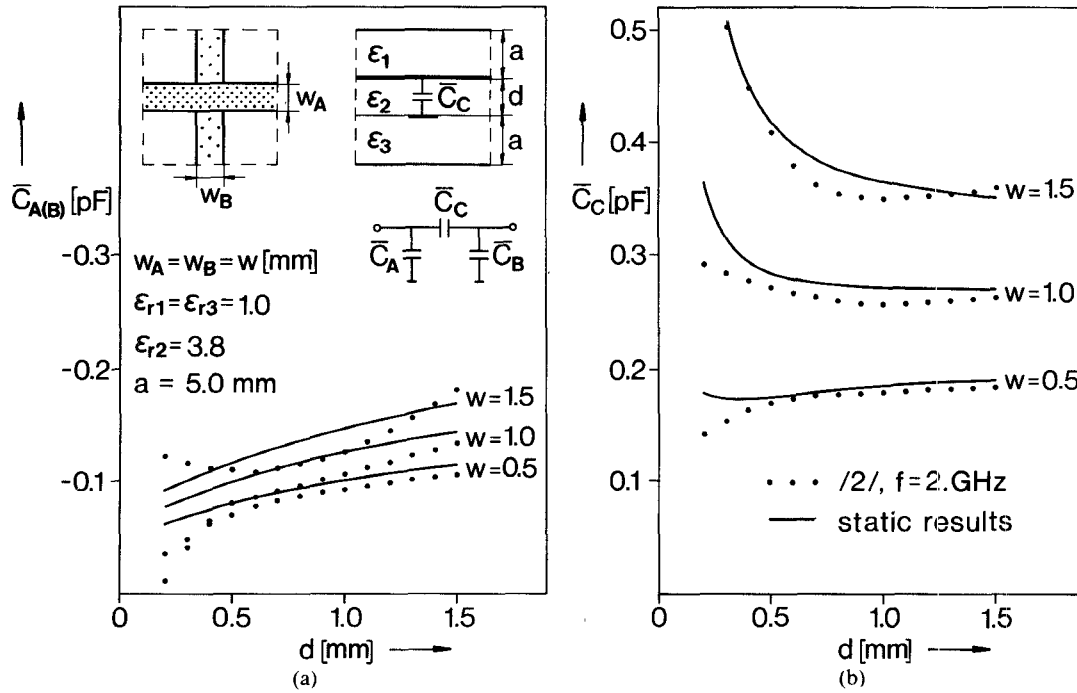 ε1
ε2
ε3
a
d
a
C̅C
wA
wB
C̅A(B) [pF]
C̅C
C̅A
C̅B
wA = wB = w [mm]
εr1 = εr3 = 1.0
εr2 = 3.8
a = 5.0 mm
-0.3
-0.2
-0.1
w = 1.5
w = 1.0
w = 0.5
0
0.5
1.0
1.5
d [mm]
(a)
0.5
0.4
C̅C [pF]
0.3
0.2
0.1
w = 1.5
w = 1.0
w = 0.5
/2/, f = 2.GHz
static results
0
0.5
1.0
1.5
d [mm]
(b)